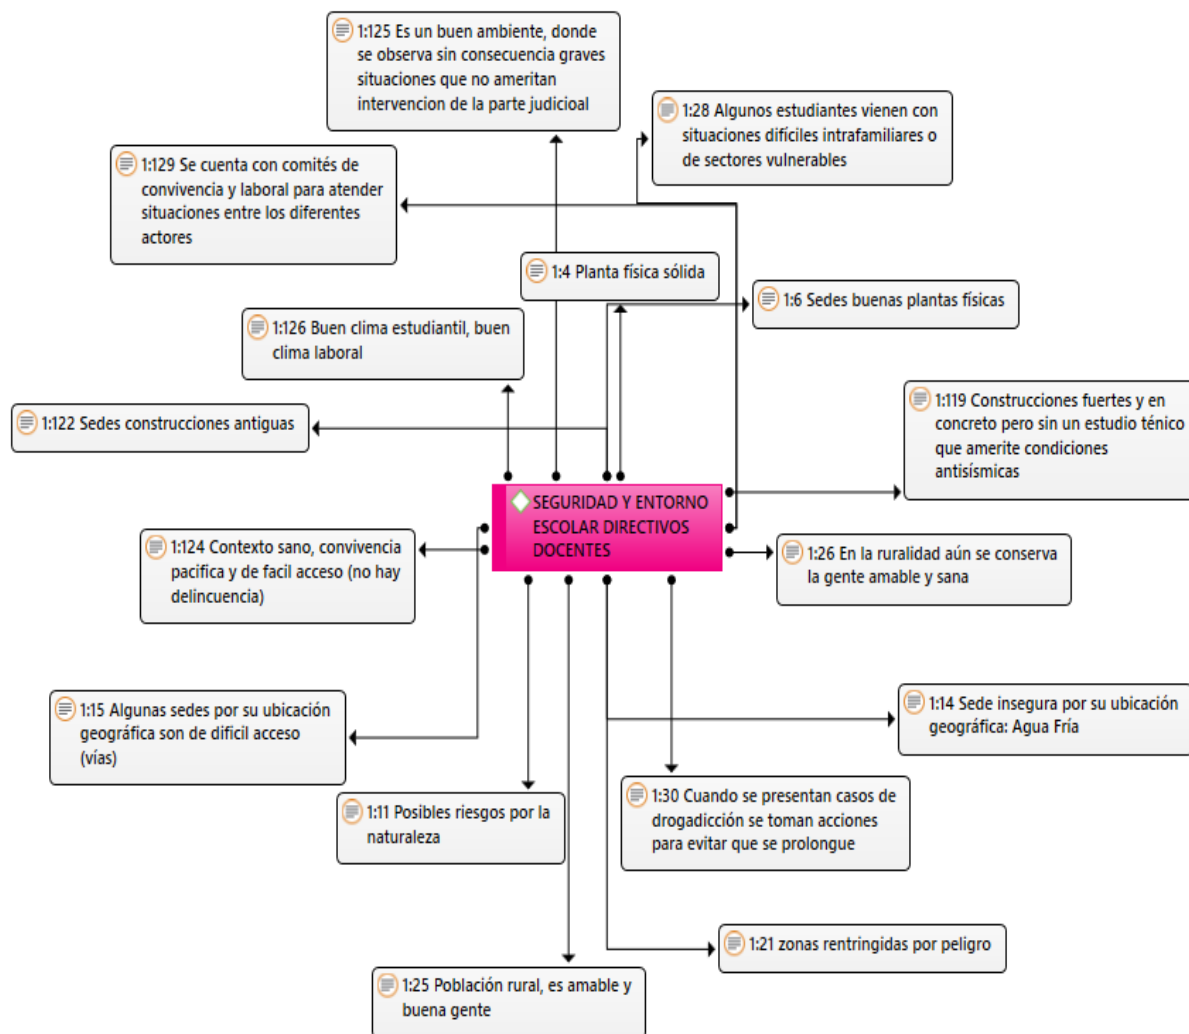 1:125 Es un buen ambiente, donde
se observa sin consecuencia graves
situaciones que no ameritan
intervencion de la parte judicioal
1:28 Algunos estudiantes vienen con
situaciones difíciles intrafamiliares o
de sectores vulnerables
1:129 Se cuenta con comités de
convivencia y laboral para atender
situaciones entre los diferentes
actores
1:4 Planta física sólida
1:6 Sedes buenas plantas físicas
1:126 Buen clima estudiantil, buen
clima laboral
1:119 Construcciones fuertes y en
concreto pero sin un estudio ténico
que amerite condiciones
antisísmicas
1:122 Sedes construcciones antiguas
SEGURIDAD Y ENTORNO
ESCOLAR DIRECTIVOS
DOCENTES
1:124 Contexto sano, convivencia
pacifica y de facil acceso (no hay
delincuencia)
1:26 En la ruralidad aún se conserva
la gente amable y sana
1:15 Algunas sedes por su ubicación
geográfica son de dificil acceso
(vías)
1:14 Sede insegura por su ubicación
geográfica: Agua Fría
1:11 Posibles riesgos por la
naturaleza
1:30 Cuando se presentan casos de
drogadicción se toman acciones
para evitar que se prolongue
1:21 zonas rentringidas por peligro
1:25 Población rural, es amable y
buena gente